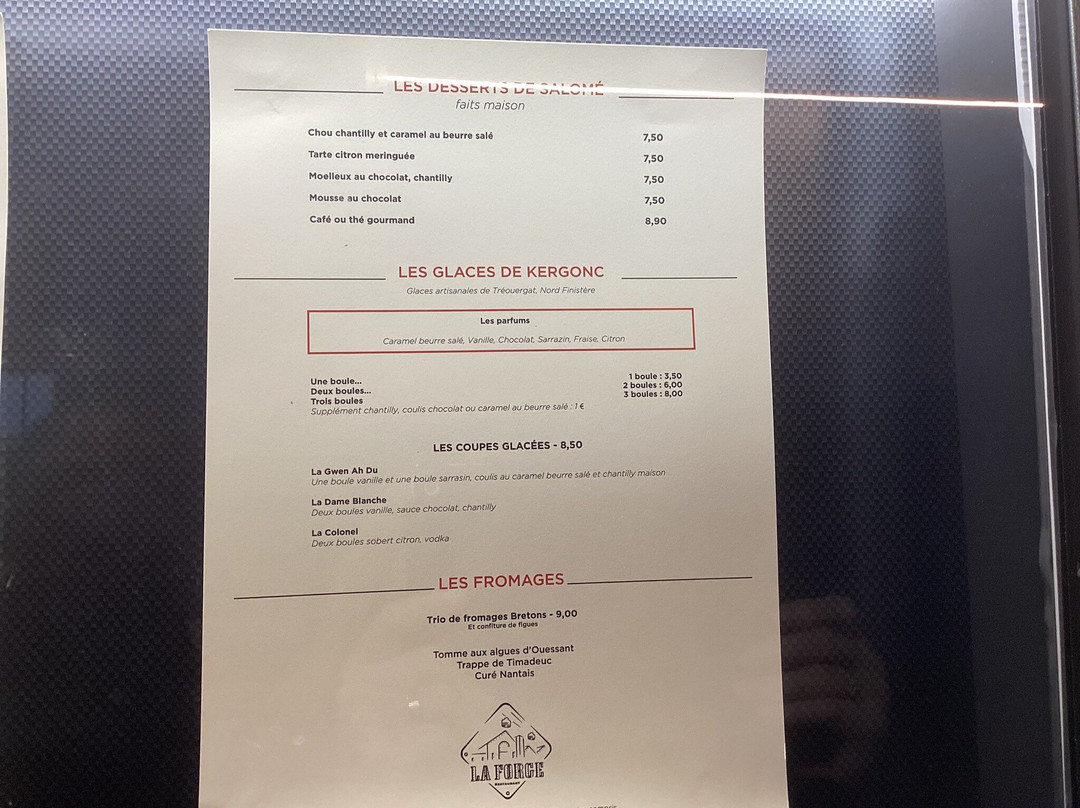 LES DESSERTS DE SALOMÉ
faits maison
Chou chantilly et caramel au beurre salé 7,50
Tarte citron meringuée 7,50
Moelleux au chocolat, chantilly 7,50
Mousse au chocolat 7,50
Café ou thé gourmand 8,90
LES GLACES DE KERGONC
Glaces artisanales de Tréouergat, Nord Finistère
Les parfums
Caramel beurre salé, Vanille, Chocolat, Sarrazin, Fraise, Citron
Une boule... 1 boule : 3,50
Deux boules... 2 boules : 6,00
Trois boules 3 boules : 8,00
Supplément chantilly, coulis chocolat ou caramel au beurre salé : 1 €
LES COUPES GLACÉES - 8,50
La Gwen Ah Du
Une boule vanille et une boule sarrasin, coulis au caramel beurre salé et chantilly maison
La Dame Blanche
Deux boules vanille, sauce chocolat, chantilly
La Colonel
Deux boules sobert citron, vodka
LES FROMAGES
Trio de fromages Bretons - 9,00
Et confiture de figues
Tomme aux algues d'Ouessant
Trappe de Timadeuc
Curé Nantais
LA FORGE
RESTAURANT